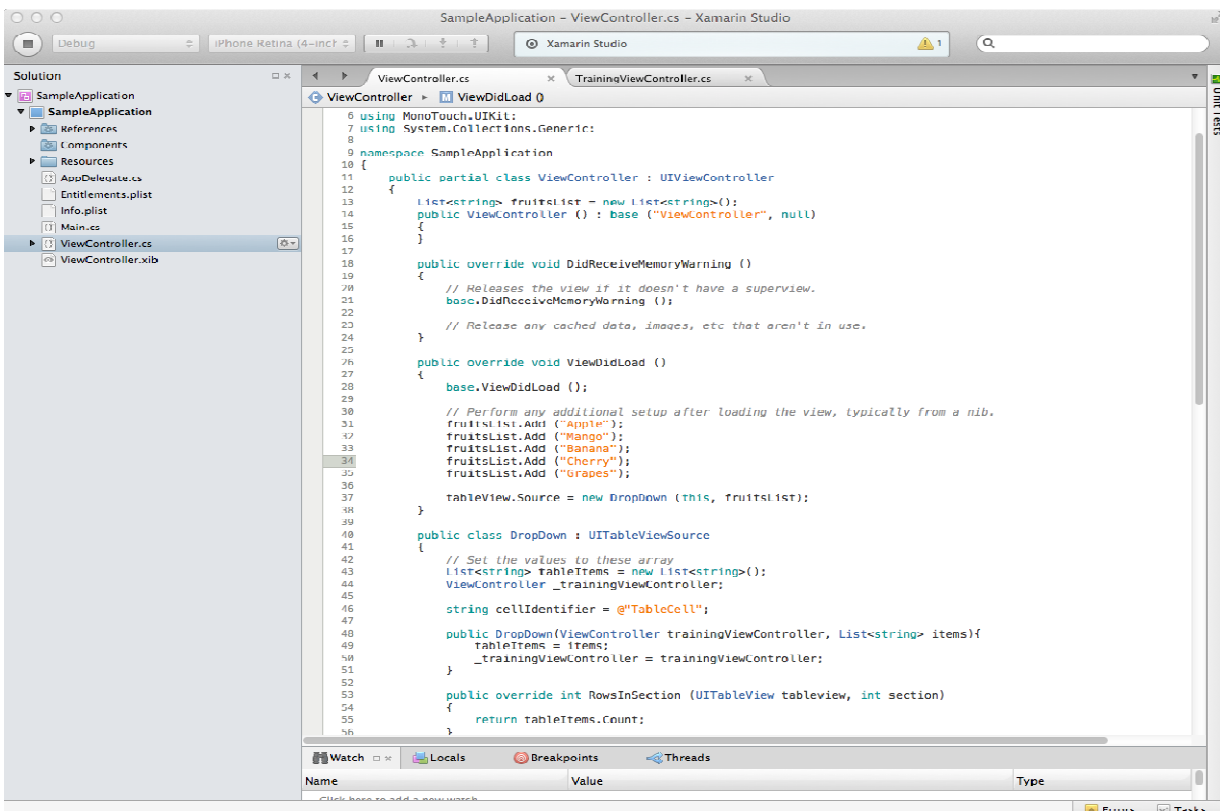 SampleApplication – ViewController.cs – Xamarin Studio
Debug
iPhone Retina (4-inch
Xamarin Studio
1
Solution
ViewController.cs
TrainingViewController.cs
Unit Tests
SampleApplication
SampleApplication
References
Components
Resources
AppDelegate.cs
Entitlements.plist
Info.plist
Main.cs
ViewController.cs
ViewController.xib
ViewController ▸ M ViewDidLoad ()
6 using MonoTouch.UIKit;
7 using System.Collections.Generic;
8
9 namespace SampleApplication
10 {
11 public partial class ViewController : UIViewController
12 {
13 List<string> fruitsList = new List<string>();
14 public ViewController () : base ("ViewController", null)
15 {
16 }
17
18 public override void DidReceiveMemoryWarning ()
19 {
20 // Releases the view if it doesn't have a superview.
21 base.DidReceiveMemoryWarning ();
22
23 // Release any cached data, images, etc that aren't in use.
24 }
25
26 public override void ViewDidLoad ()
27 {
28 base.ViewDidLoad ();
29
30 // Perform any additional setup after loading the view, typically from a nib.
31 fruitsList.Add ("Apple");
32 fruitsList.Add ("Mango");
33 fruitsList.Add ("Banana");
34 fruitsList.Add ("Cherry");
35 fruitsList.Add ("Grapes");
36
37 tableView.Source = new DropDown (this, fruitsList);
38 }
39
40 public class DropDown : UITableViewSource
41 {
42 // Set the values to these array
43 List<string> tableItems = new List<string>();
44 ViewController _trainingViewController;
45
46 string cellIdentifier = @"TableCell";
47
48 public DropDown(ViewController trainingViewController, List<string> items){
49 tableItems = items;
50 _trainingViewController = trainingViewController;
51 }
52
53 public override int RowsInSection (UITableView tableview, int section)
54 {
55 return tableItems.Count;
56 }
Watch
Locals
Breakpoints
Threads
Name
Value
Type
Click here to add a new watch
Errors
Tasks